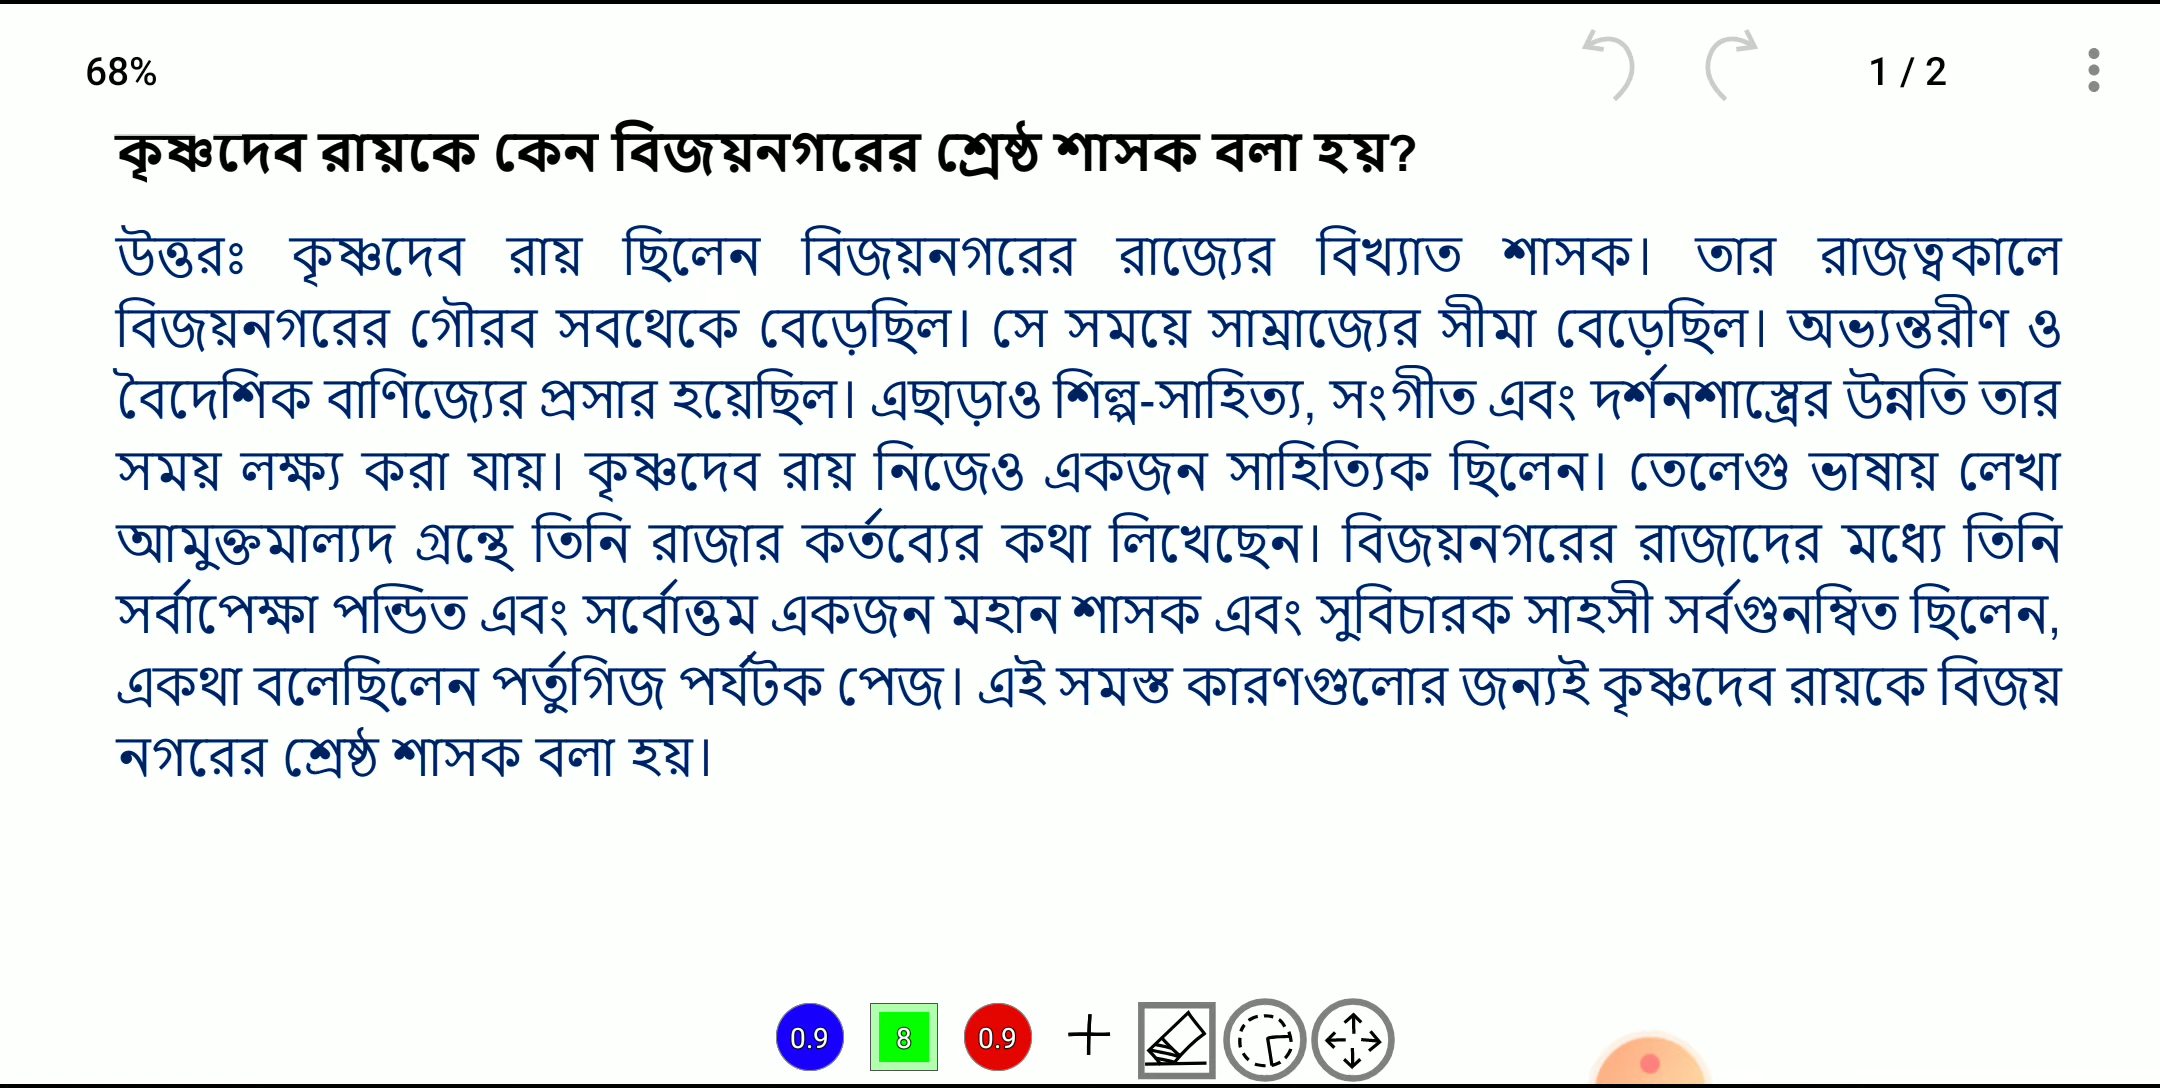 68%
1 / 2
কৃষ্ণদেব রায়কে কেন বিজয়নগরের শ্রেষ্ঠ শাসক বলা হয়?
উত্তরঃ কৃষ্ণদেব রায় ছিলেন বিজয়নগরের রাজ্যের বিখ্যাত শাসক। তার রাজত্বকালে
বিজয়নগরের গৌরব সবথেকে বেড়েছিল। সে সময়ে সাম্রাজ্যের সীমা বেড়েছিল। অভ্যন্তরীণ ও
বৈদেশিক বাণিজ্যের প্রসার হয়েছিল। এছাড়াও শিল্প-সাহিত্য, সংগীত এবং দর্শনশাস্ত্রের উন্নতি তার
সময় লক্ষ্য করা যায়। কৃষ্ণদেব রায় নিজেও একজন সাহিত্যিক ছিলেন। তেলেগু ভাষায় লেখা
আমুক্তমাল্যদ গ্রন্থে তিনি রাজার কর্তব্যের কথা লিখেছেন। বিজয়নগরের রাজাদের মধ্যে তিনি
সর্বাপেক্ষা পন্ডিত এবং সর্বোত্তম একজন মহান শাসক এবং সুবিচারক সাহসী সর্বগুনম্বিত ছিলেন,
একথা বলেছিলেন পর্তুগিজ পর্যটক পেজ। এই সমস্ত কারণগুলোর জন্যই কৃষ্ণদেব রায়কে বিজয়
নগরের শ্রেষ্ঠ শাসক বলা হয়।
0.9 8 0.9